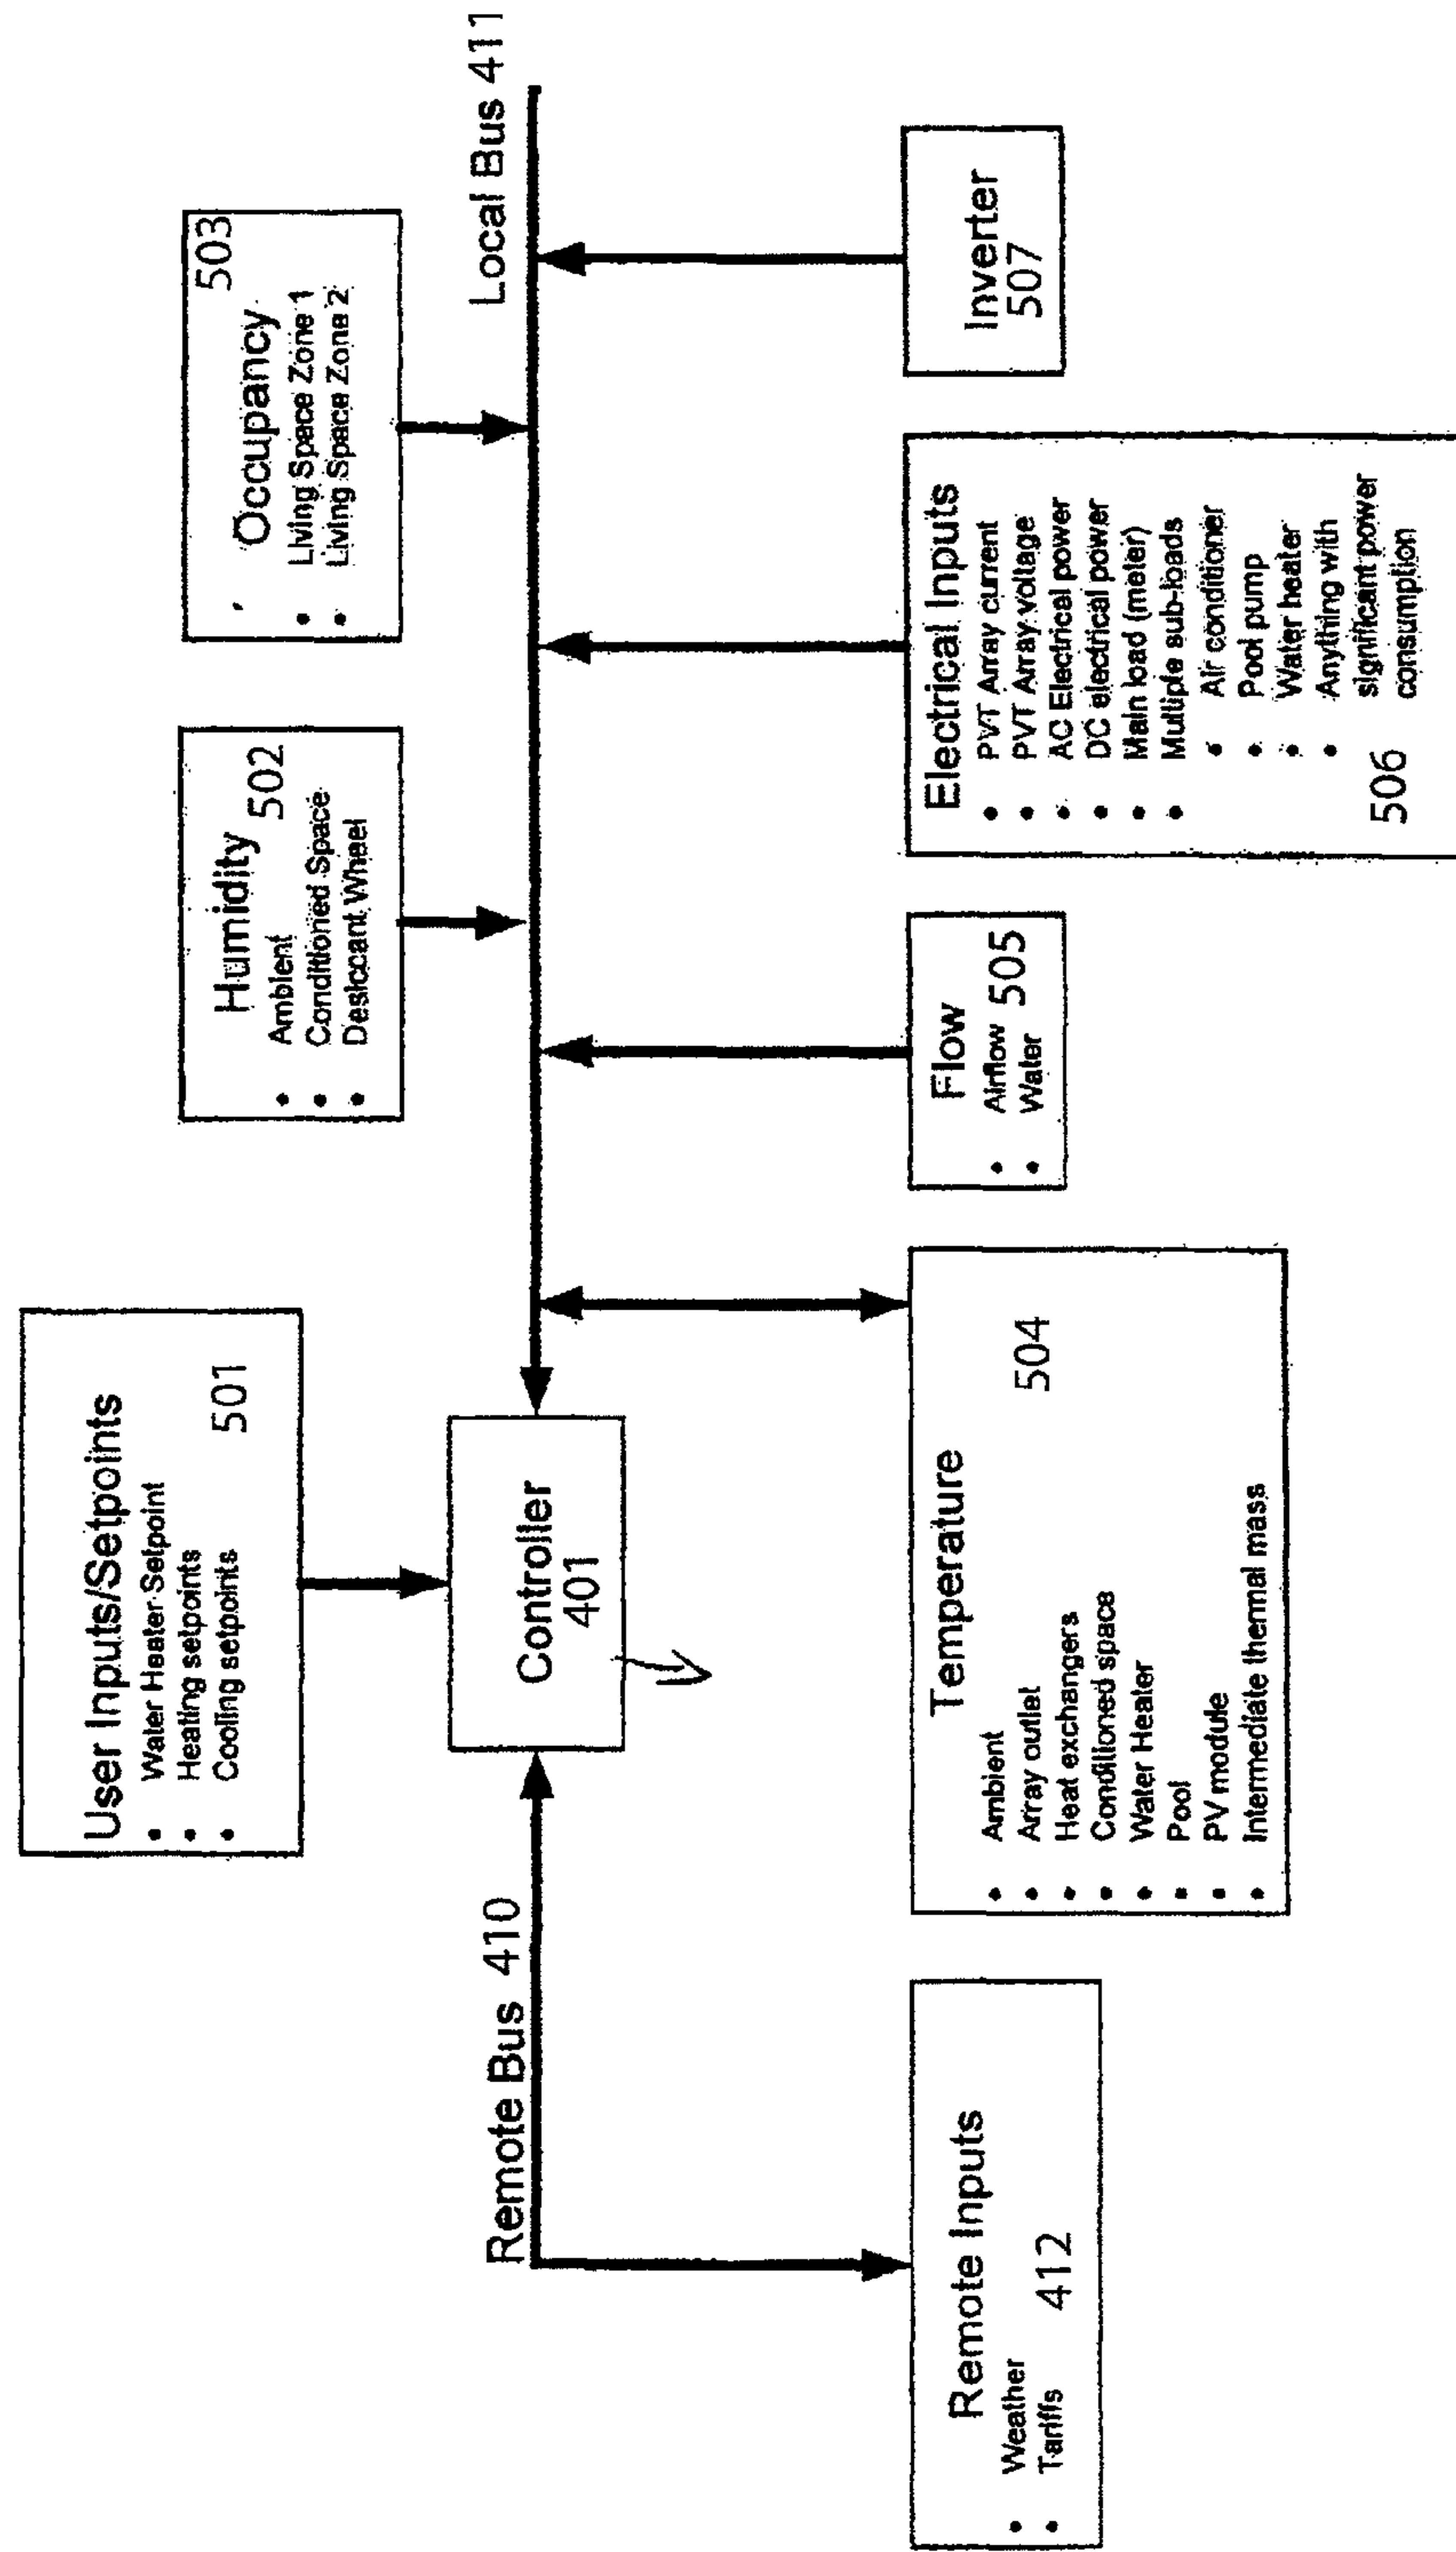 User Inputs/Setpoints
• Water Heater Setpoint
• Heating setpoints
• Cooling setpoints
501
Humidity
502
• Ambient
• Conditioned Space
• Desiccant Wheel
503
Occupancy
• Living Space Zone 1
• Living Space Zone 2
Remote Bus 410
Controller
401
Local Bus 411
Remote Inputs
• Weather
• Tariffs
412
Temperature
• Ambient
• Array outlet
504
• Heat exchangers
• Conditioned space
• Water Heater
• Pool
• PV module
• Intermediate thermal mass
Flow
• Airflow
505
• Water
Electrical Inputs
• PVT Array current
• PVT Array voltage
• AC Electrical power
• DC electrical power
• Main load (meter)
• Multiple sub-loads
• Air conditioner
• Pool pump
• Water heater
• Anything with
significant power
consumption
506
Inverter
507